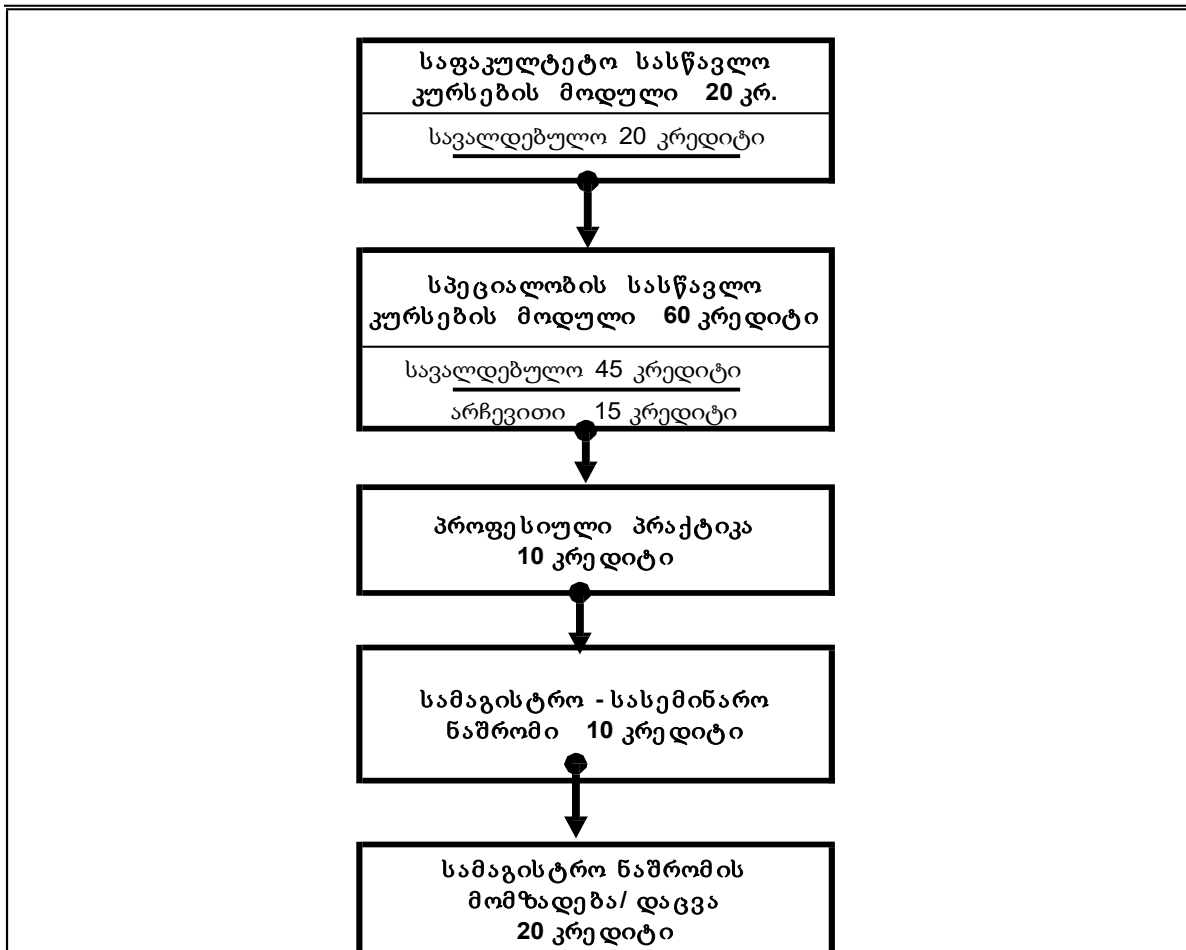 საფაკულტეტო სასწავლო
კურსების მოდული 20 კრ.
სავალდებულო 20 კრედიტი
სპეციალობის სასწავლო
კურსების მოდული 60 კრედიტი
სავალდებულო 45 კრედიტი
არჩევითი 15 კრედიტი
პროფესიული პრაქტიკა
10 კრედიტი
სამაგისტრო - სასემინარო
ნაშრომი 10 კრედიტი
სამაგისტრო ნაშრომის
მომზადება/ დაცვა
20 კრედიტი